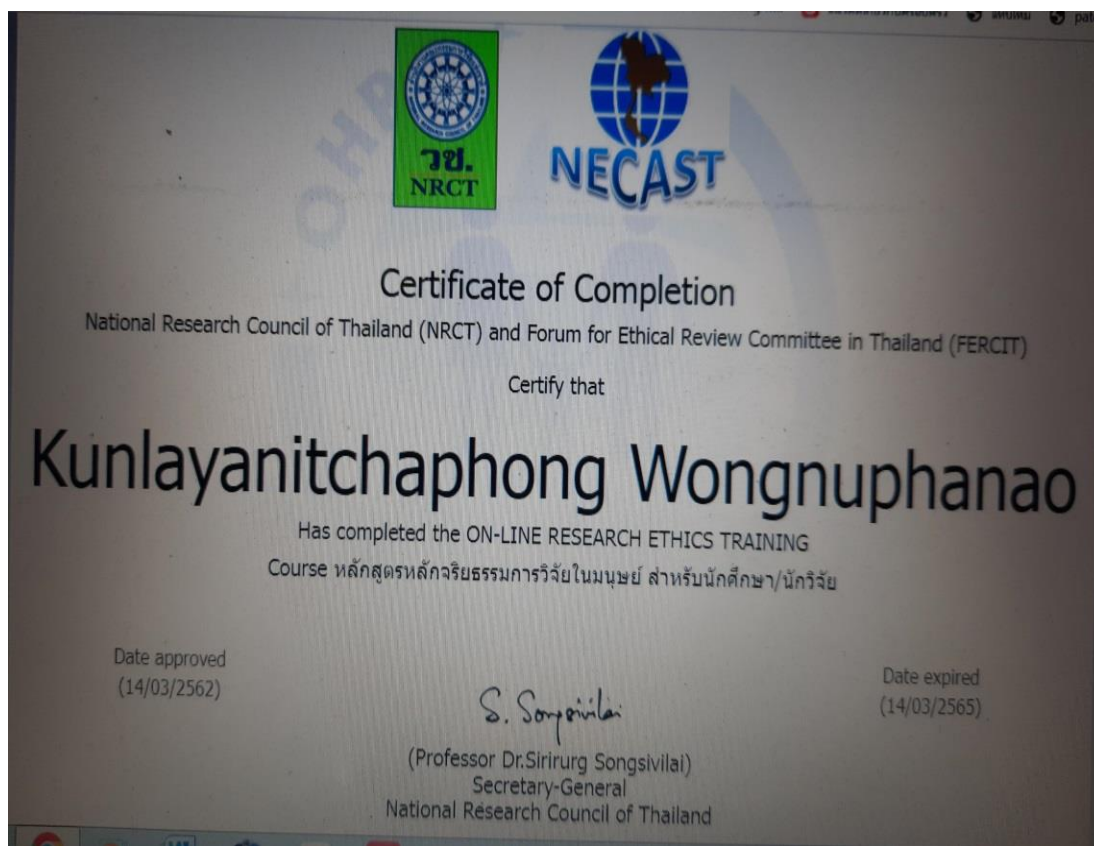 วช.
NRCT
NECAST
Certificate of Completion
National Research Council of Thailand (NRCT) and Forum for Ethical Review Committee in Thailand (FERCIT)
Certify that
Kunlayanitchaphong Wongnuphanao
Has completed the ON-LINE RESEARCH ETHICS TRAINING
Course หลักสูตรหลักจริยธรรมการวิจัยในมนุษย์ สำหรับนักศึกษา/นักวิจัย
Date approved
(14/03/2562)
Date expired
(14/03/2565)
S. Songsivilai
(Professor Dr.Sirirurg Songsivilai)
Secretary-General
National Research Council of Thailand